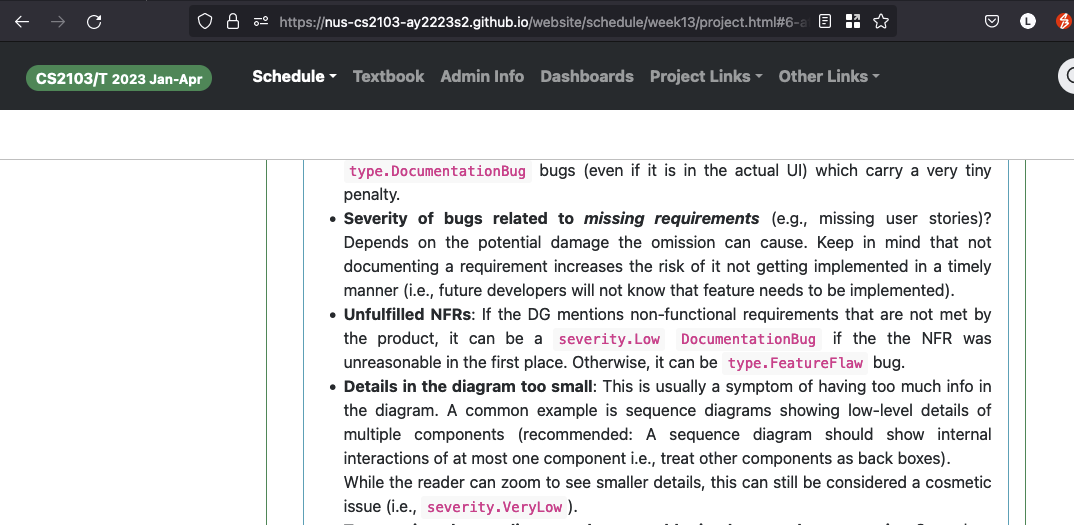 https://nus-cs2103-ay2223s2.github.io/website/schedule/week13/project.html#6-a
L
CS2103/T 2023 Jan-Apr Schedule Textbook Admin Info Dashboards Project Links Other Links
type.DocumentationBug bugs (even if it is in the actual UI) which carry a very tiny
penalty.
• Severity of bugs related to missing requirements (e.g., missing user stories)?
Depends on the potential damage the omission can cause. Keep in mind that not
documenting a requirement increases the risk of it not getting implemented in a timely
manner (i.e., future developers will not know that feature needs to be implemented).
• Unfulfilled NFRs: If the DG mentions non-functional requirements that are not met by
the product, it can be a severity.Low DocumentationBug if the the NFR was
unreasonable in the first place. Otherwise, it can be type.FeatureFlaw bug.
• Details in the diagram too small: This is usually a symptom of having too much info in
the diagram. A common example is sequence diagrams showing low-level details of
multiple components (recommended: A sequence diagram should show internal
interactions of at most one component i.e., treat other components as back boxes).
While the reader can zoom to see smaller details, this can still be considered a cosmetic
issue (i.e., severity.VeryLow ).